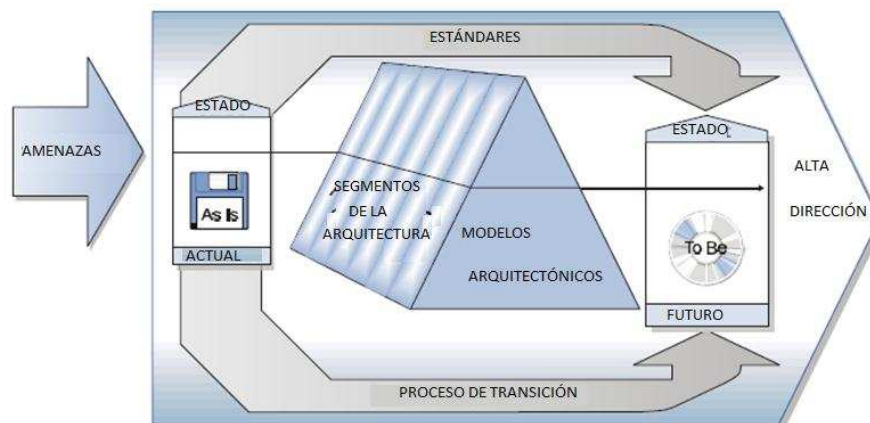 ESTÁNDARES
AMENAZAS
ESTADO
As Is
ACTUAL
SEGMENTOS
DE LA
ARQUITECTURA
MODELOS
ARQUITECTÓNICOS
ESTADO
To Be
FUTURO
ALTA
DIRECCIÓN
PROCESO DE TRANSICIÓN